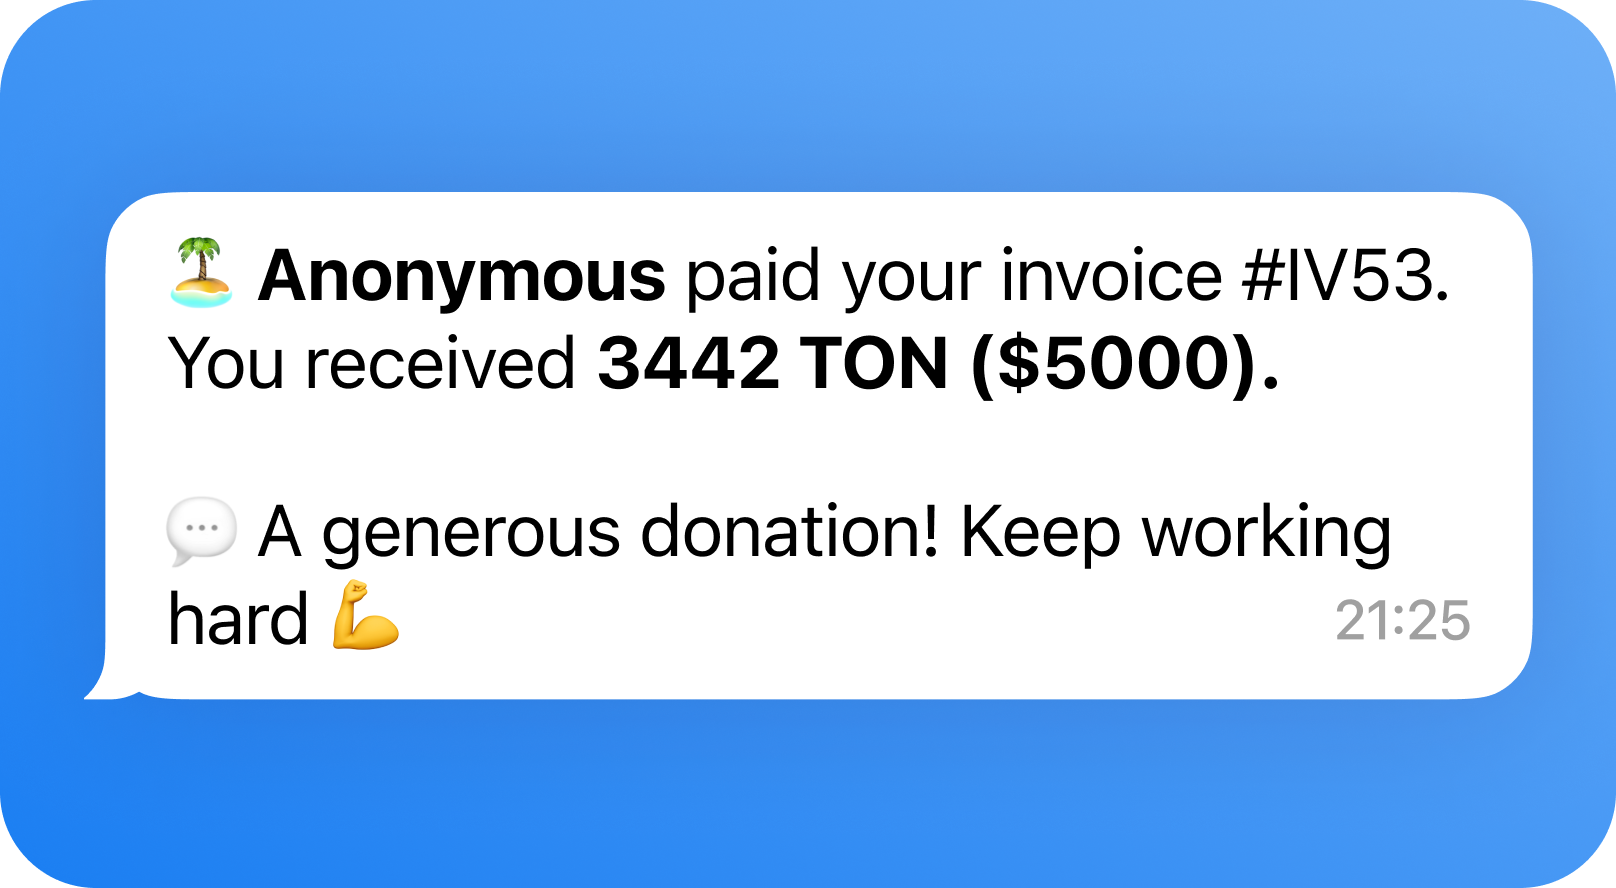 🏝 Anonymous paid your invoice #IV53.
You received 3442 TON ($5000).
💬 A generous donation! Keep working
hard 💪
21:25